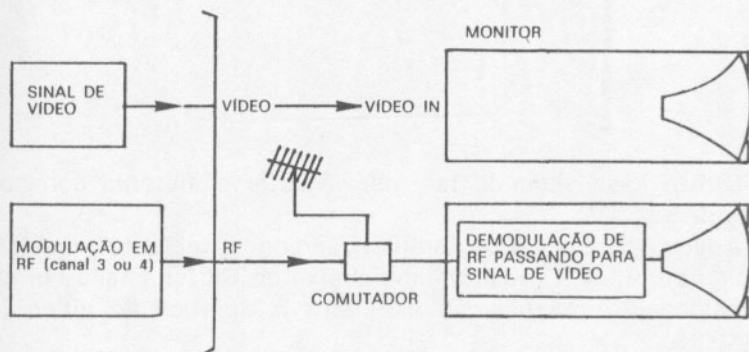 MONITOR
SINAL DE
VÍDEO
VÍDEO
VÍDEO IN
MODULAÇÃO EM
RF (canal 3 ou 4)
RF
COMUTADOR
DEMODULAÇÃO DE
RF PASSANDO PARA
SINAL DE VÍDEO